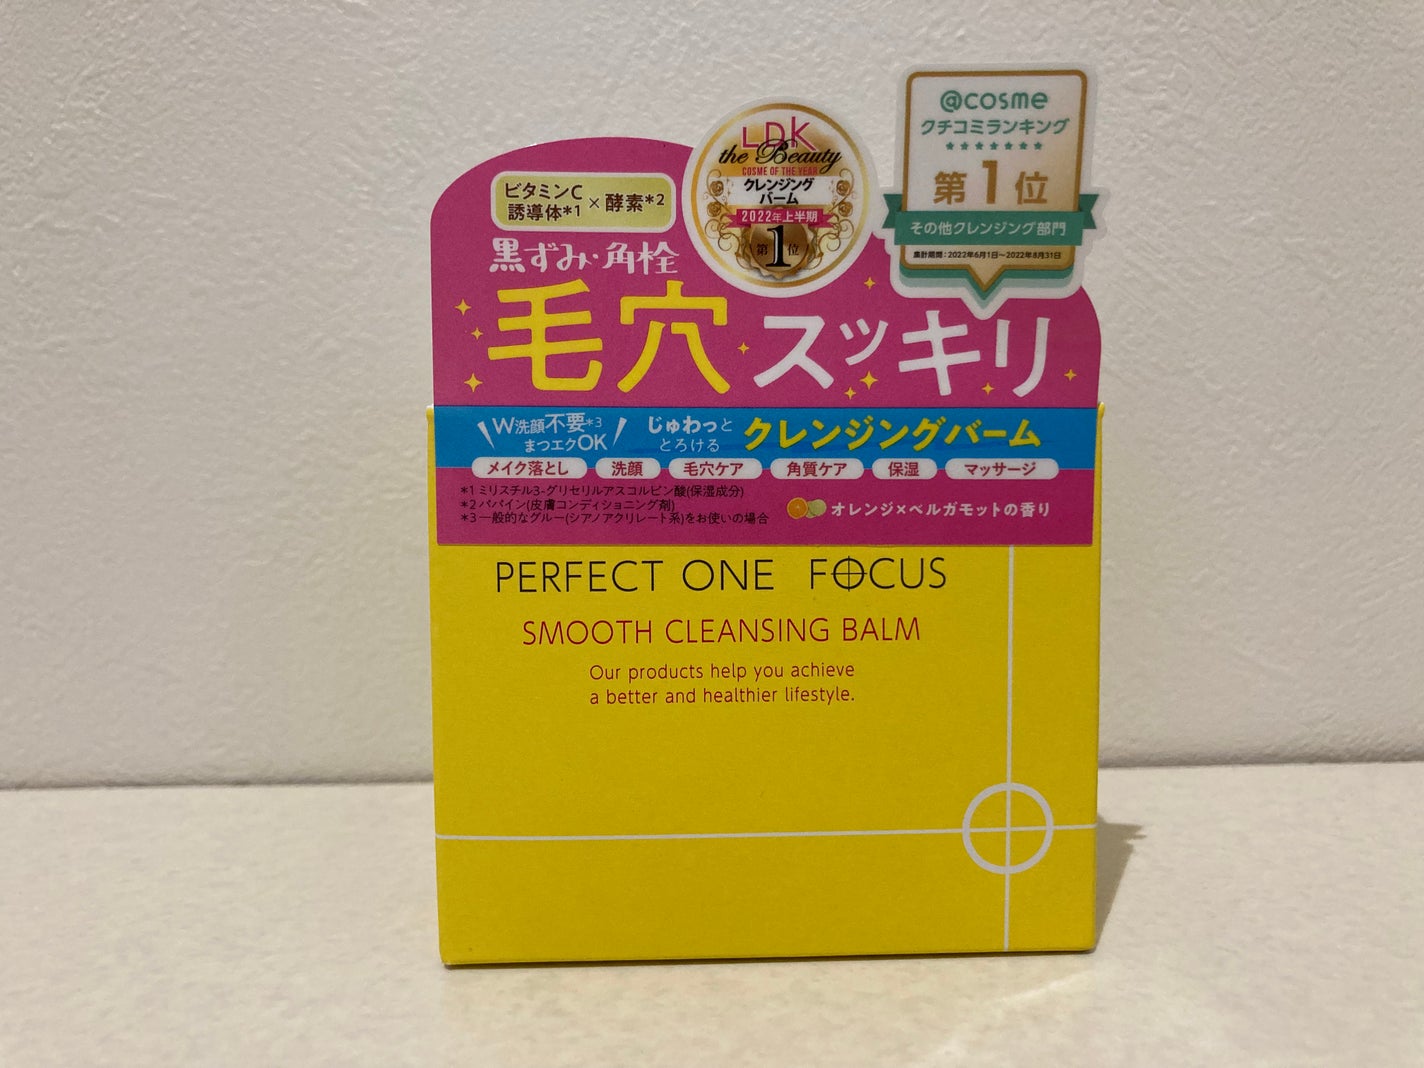 @cosme
クチコミランキング
第1位
その他クレンジング部門
集計期間:2022年6月1日〜2022年8月31日
LDK
the Beauty
COSME OF THE YEAR
クレンジング
バーム
2022年上半期
第1位
ビタミンC
誘導体*1×酵素*2
黒ずみ・角栓
毛穴スッキリ
W洗顔不要*3
まつエクOK
じゅわっと
とろける
クレンジングバーム
メイク落とし 洗顔 毛穴ケア 角質ケア 保湿 マッサージ
*1 ミリスチル3-グリセリルアスコルビン酸(保湿成分)
*2 パパイン(皮膚コンディショニング剤)
*3 一般的なグルー(シアノアクリレート系)をお使いの場合
オレンジ×ベルガモットの香り
PERFECT ONE FOCUS
SMOOTH CLEANSING BALM
Our products help you achieve
a better and healthier lifestyle.